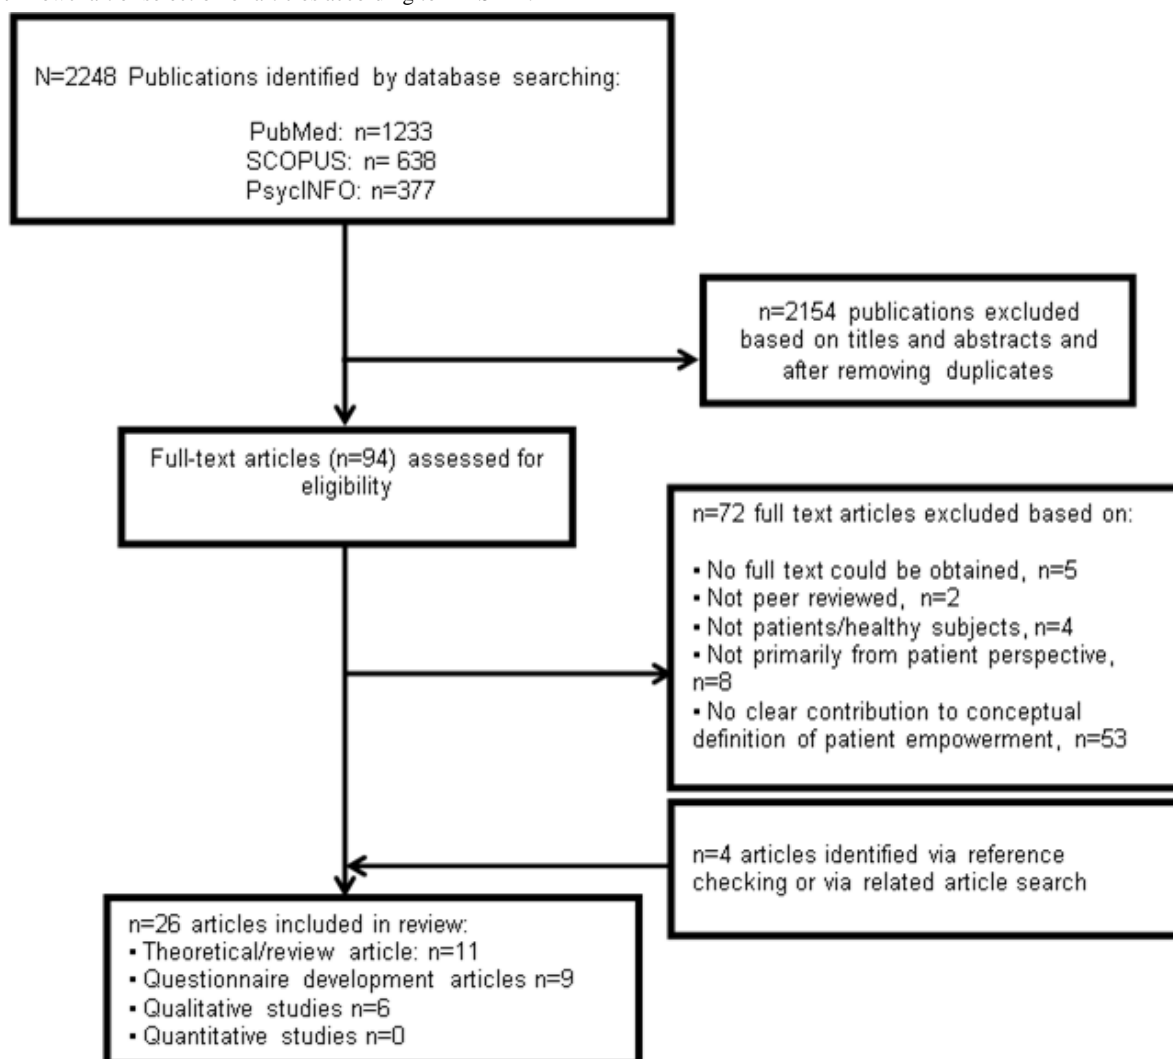 N=2248 Publications identified by database searching:
PubMed: n=1233
SCOPUS: n= 638
PsycINFO: n=377
n=2154 publications excluded
based on titles and abstracts and
after removing duplicates
Full-text articles (n=94) assessed for
eligibility
n=72 full text articles excluded based on:
▪ No full text could be obtained, n=5
▪ Not peer reviewed, n=2
▪ Not patients/healthy subjects, n=4
▪ Not primarily from patient perspective,
n=8
▪ No clear contribution to conceptual
definition of patient empowerment, n=53
n=4 articles identified via reference
checking or via related article search
n=26 articles included in review:
▪ Theoretical/review article: n=11
▪ Questionnaire development articles n=9
▪ Qualitative studies n=6
▪ Quantitative studies n=0